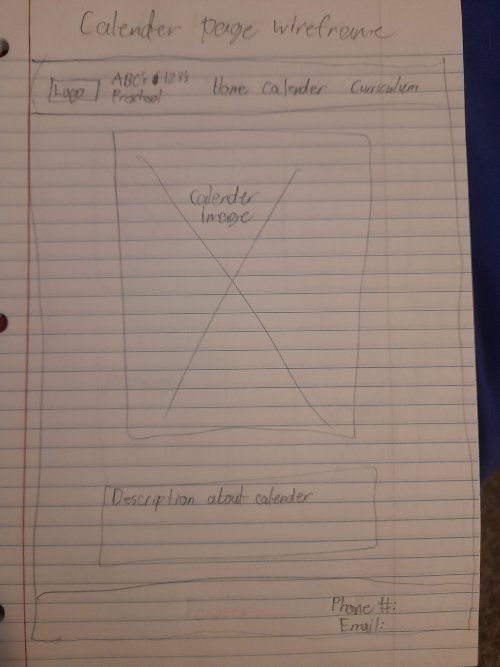 Calender page wireframe
Logo
ABC's & 123's
Preschool
Home Calender Curriculum
Calender
image
Description about calender
Phone #:
Email: